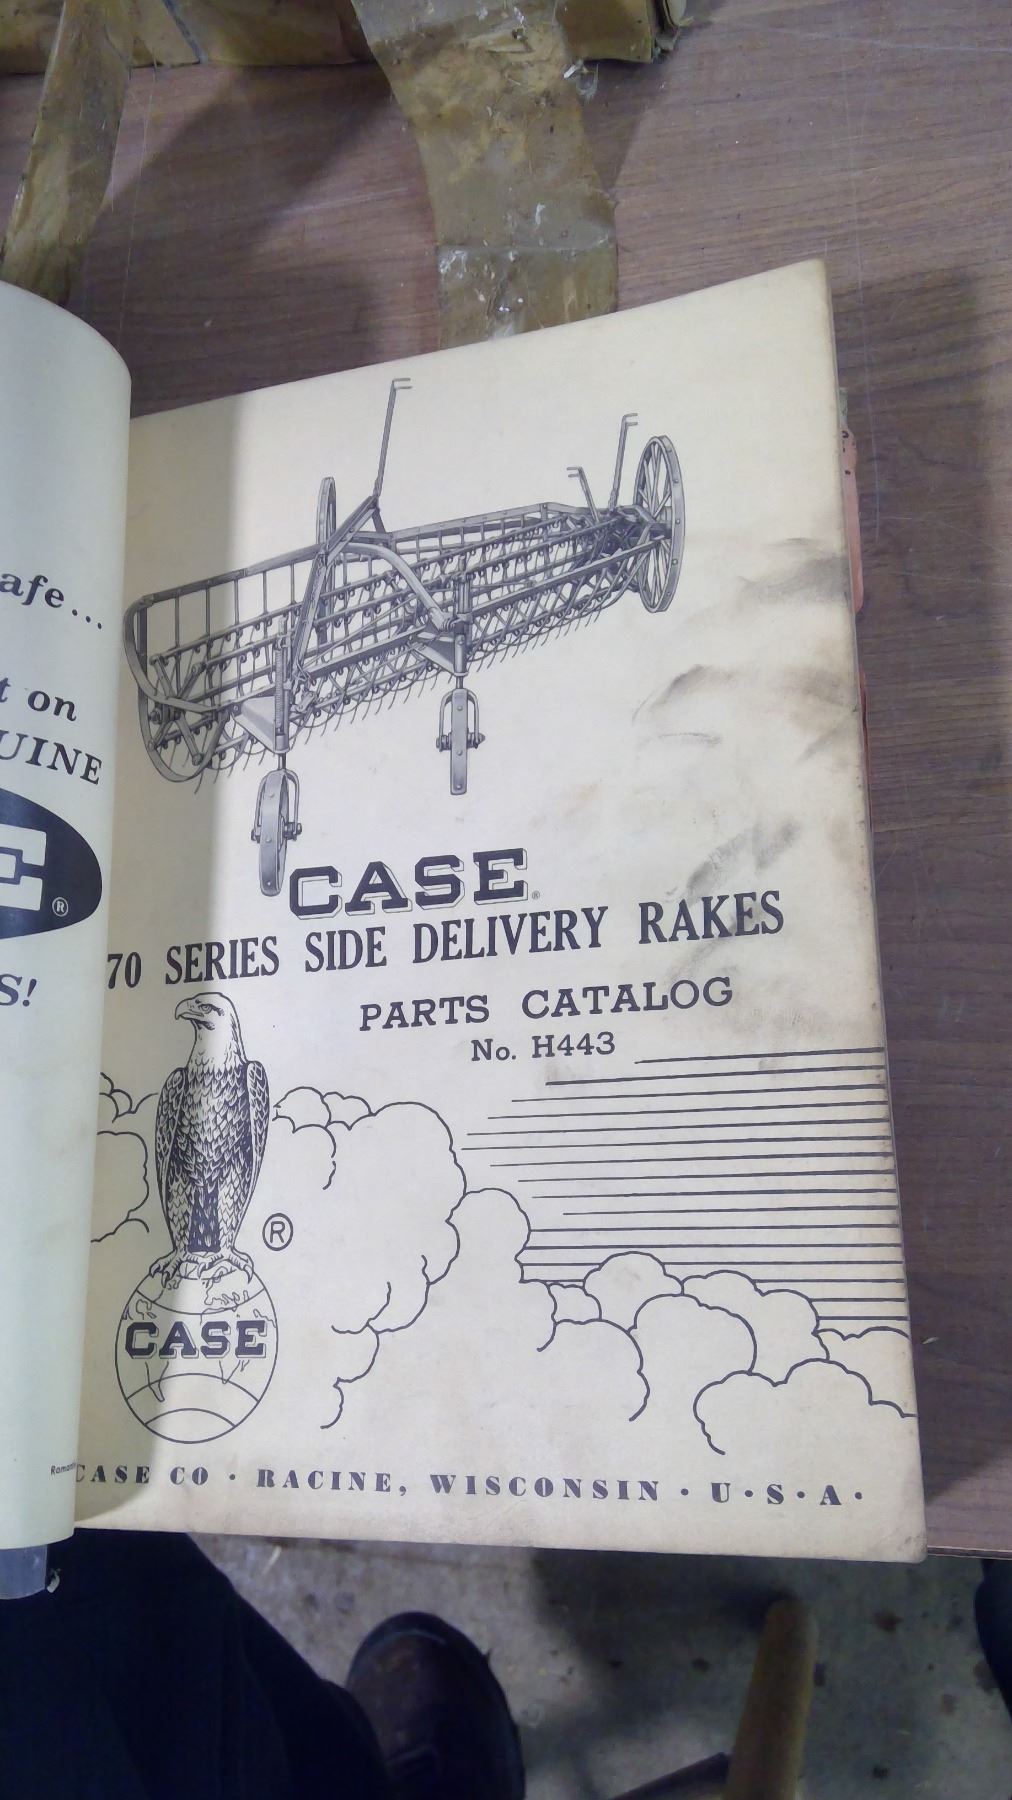 afe...
t on
UINE
E ®
S!
CASE®
70 SERIES SIDE DELIVERY RAKES
PARTS CATALOG
No. H443
®
CASE
CASE CO · RACINE, WISCONSIN · U·S·A·